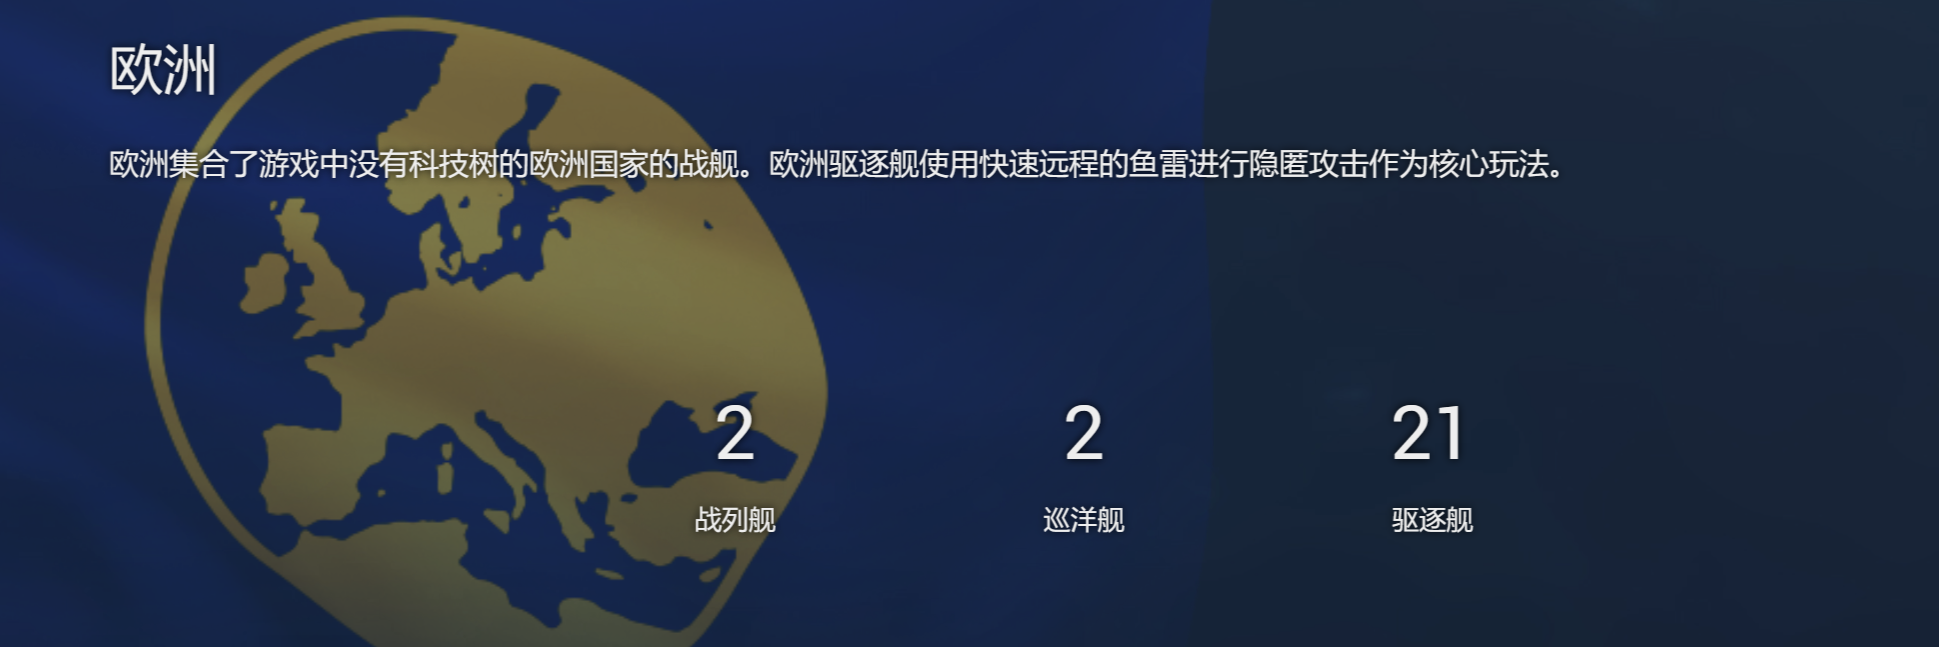 欧洲
欧洲集合了游戏中没有科技树的欧洲国家的战舰。欧洲驱逐舰使用快速远程的鱼雷进行隐匿攻击作为核心玩法。
2 2 21
战列舰 巡洋舰 驱逐舰